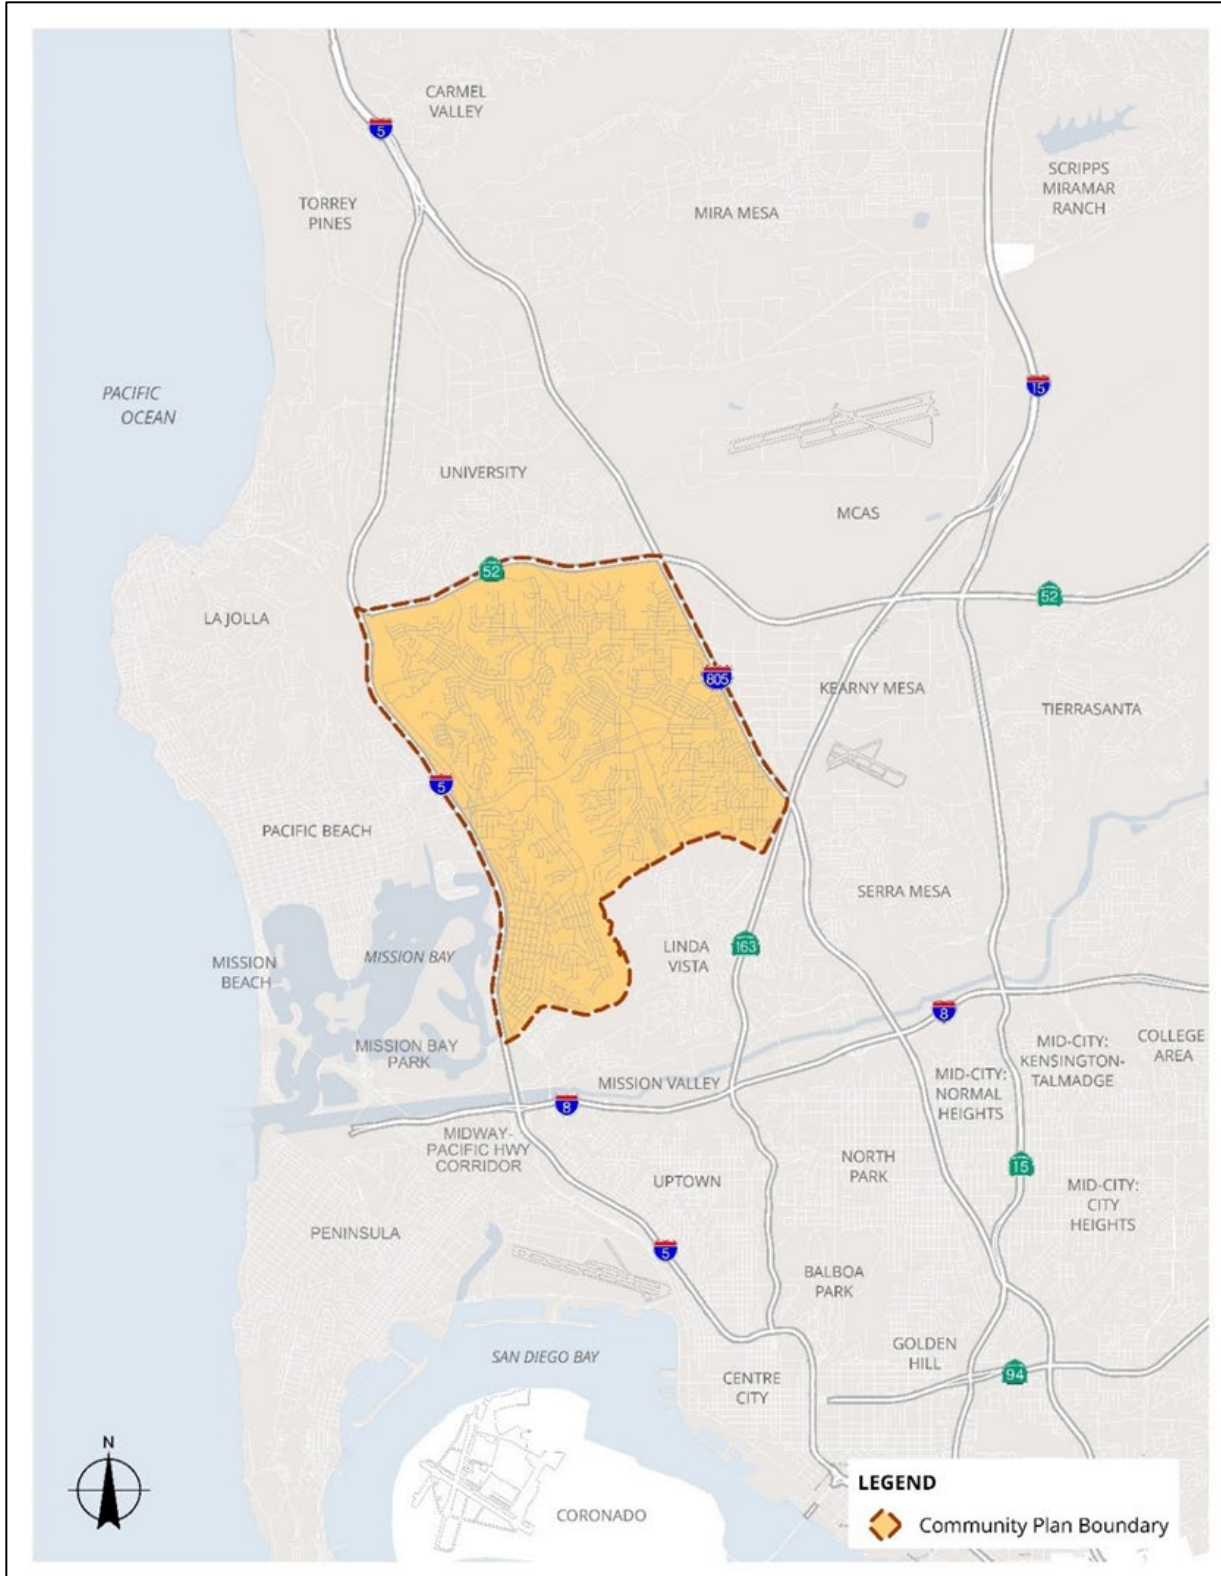 CARMEL
VALLEY
5
SCRIPPS
MIRAMAR
RANCH
TORREY
PINES
MIRA MESA
15
PACIFIC
OCEAN
UNIVERSITY
MCAS
52
52
LA JOLLA
805
KEARNY MESA
TIERRASANTA
5
PACIFIC BEACH
SERRA MESA
MISSION
BEACH
MISSION BAY
LINDA
VISTA
163
8
MISSION BAY
PARK
MID-CITY:
KENSINGTON-
TALMADGE
COLLEGE
AREA
MISSION VALLEY
MID-CITY:
NORMAL
HEIGHTS
8
MIDWAY-
PACIFIC HWY
CORRIDOR
NORTH
PARK
15
UPTOWN
MID-CITY:
CITY
HEIGHTS
PENINSULA
5
BALBOA
PARK
SAN DIEGO BAY
GOLDEN
HILL
CENTRE
CITY
94
N
CORONADO
LEGEND
Community Plan Boundary